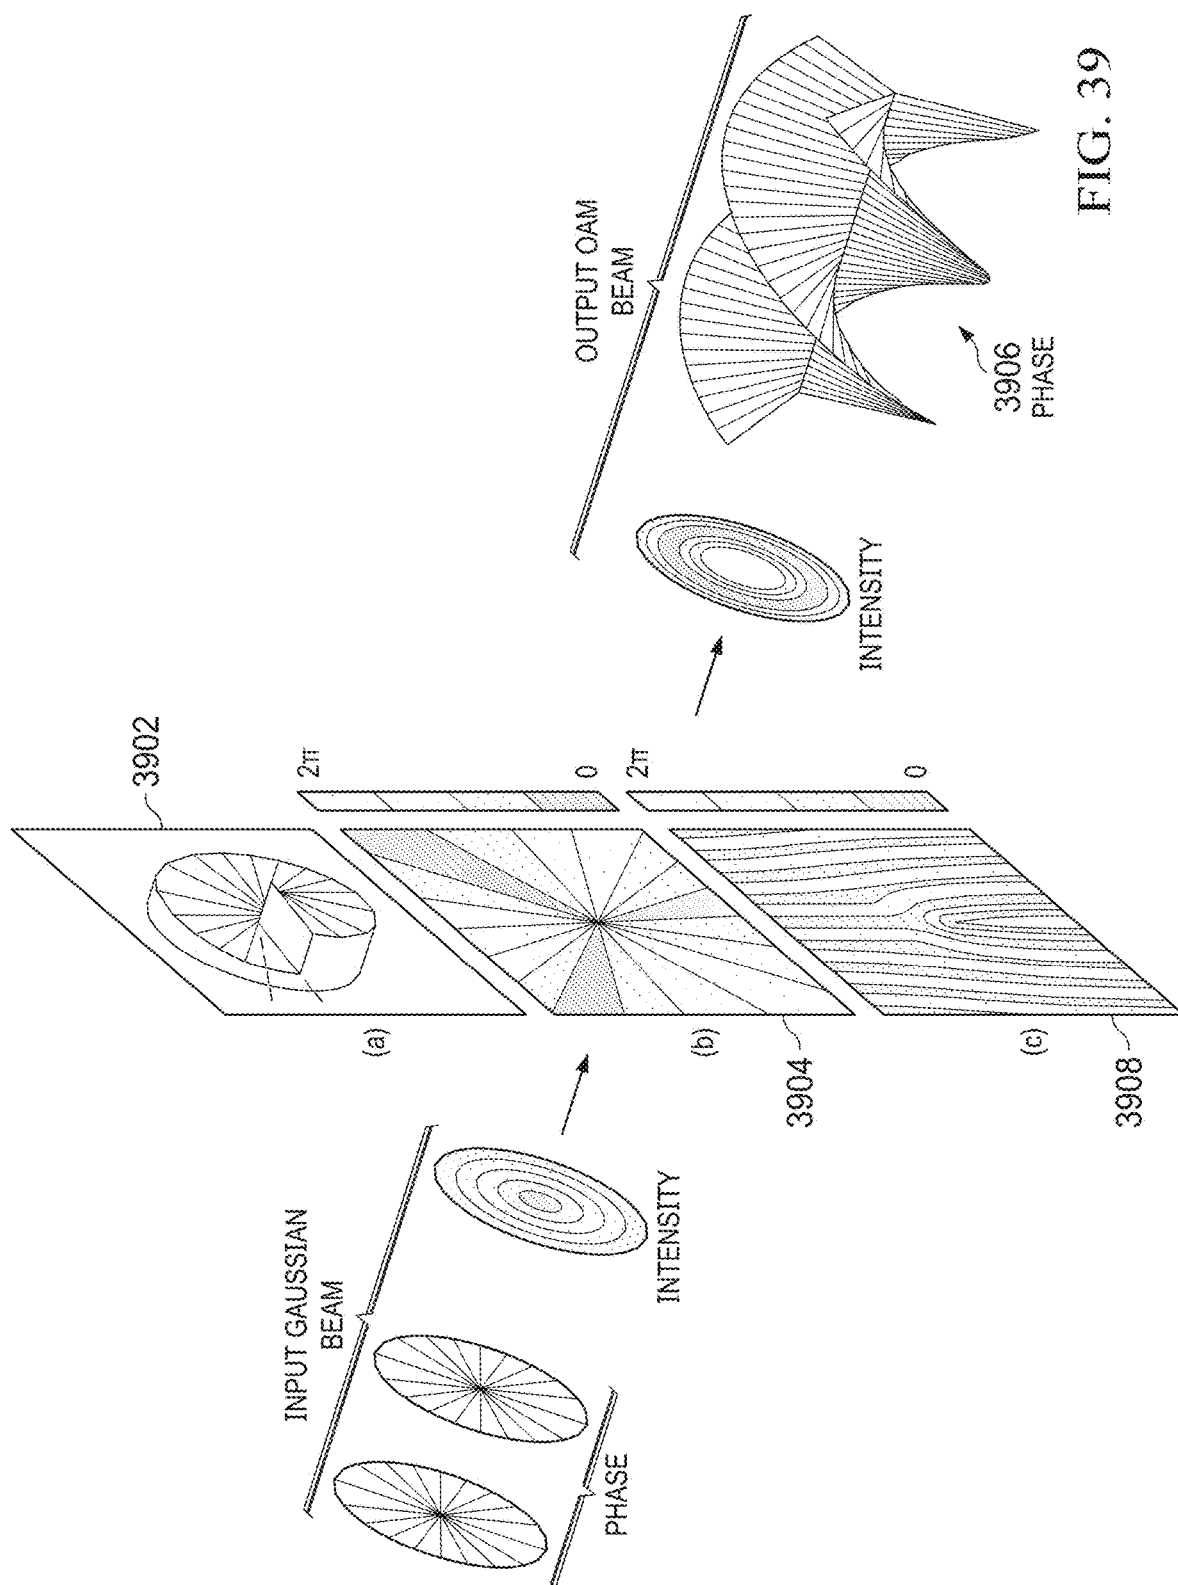 INPUT GAUSSIAN
BEAM
PHASE
INTENSITY
(a)
3902
2π
0
(b)
3904
2π
0
(c)
3908
OUTPUT OAM
BEAM
INTENSITY
3906
PHASE
FIG. 39